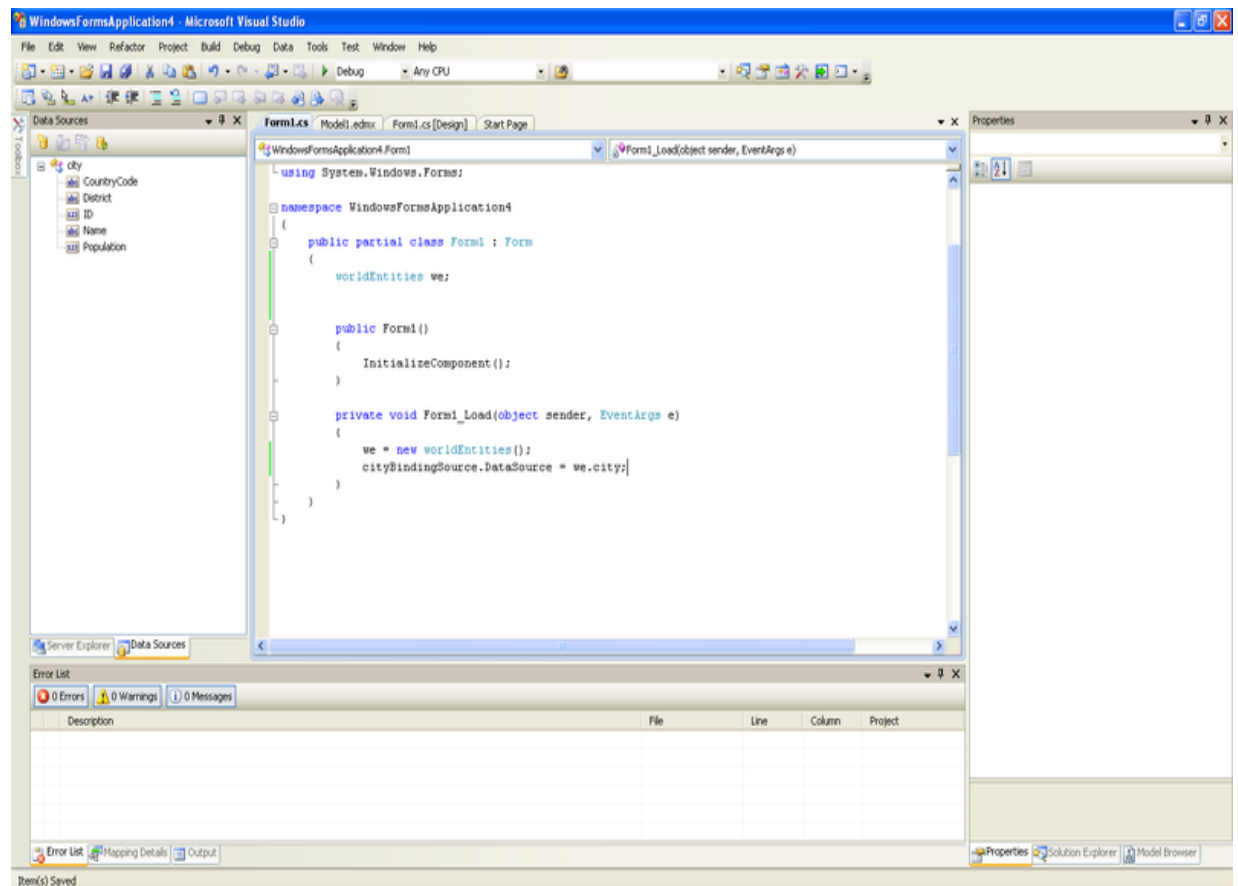 WindowsFormsApplication4 - Microsoft Visual Studio
File Edit View Refactor Project Build Debug Data Tools Test Window Help
Debug Any CPU
Toolbox
Data Sources
city
CountryCode
District
ID
Name
Population
Server Explorer Data Sources
Form1.cs Model1.edmx Form1.cs [Design] Start Page
WindowsFormsApplication4.Form1 Form1_Load(object sender, EventArgs e)
using System.Windows.Forms;
namespace WindowsFormsApplication4
{
public partial class Form1 : Form
{
worldEntities we;
public Form1()
{
InitializeComponent();
}
private void Form1_Load(object sender, EventArgs e)
{
we = new worldEntities();
cityBindingSource.DataSource = we.city;
}
}
}
Properties
Error List
0 Errors 0 Warnings 0 Messages
Description File Line Column Project
Error List Mapping Details Output
Properties Solution Explorer Model Browser
Item(s) Saved